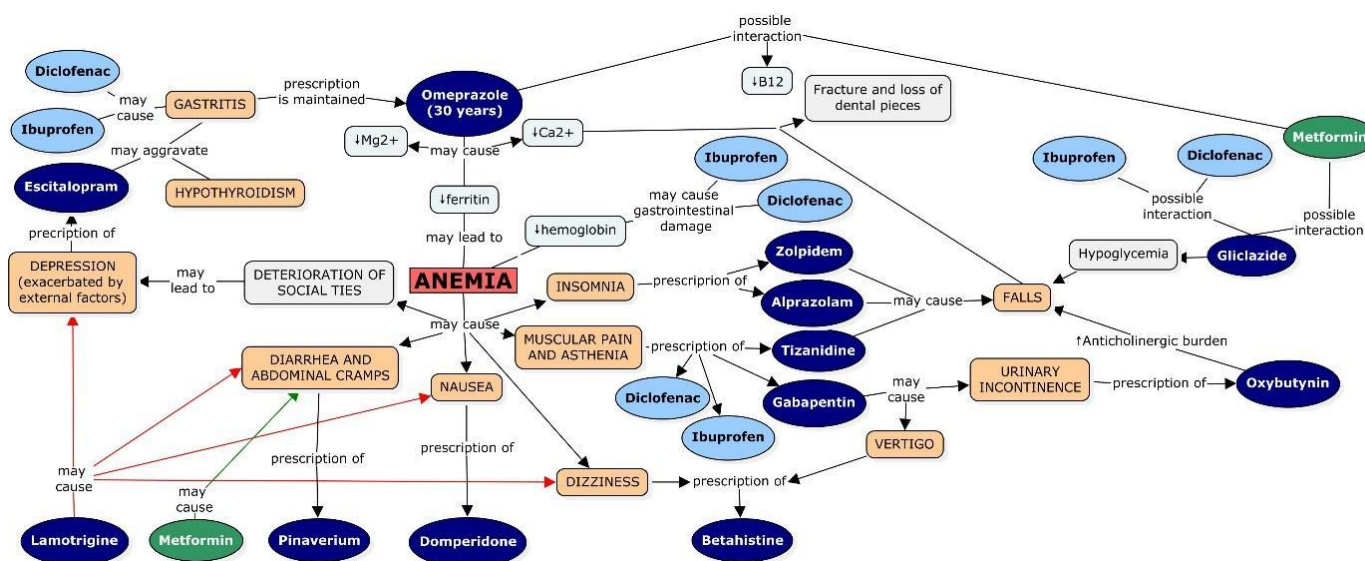 possible
interaction
Diclofenac
may
cause
GASTRITIS
Ibuprofen
prescription
is maintained
Omeprazole
(30 years)
↓B12
Fracture and loss of
dental pieces
Metformin
↓Mg2+
may cause
↓Ca2+
may aggravate
Escitalopram
HYPOTHYROIDISM
Ibuprofen
may cause
gastrointestinal
damage
Diclofenac
Ibuprofen
Diclofenac
possible
interaction
possible
interaction
↓ferritin
↓hemoglobin
precription of
may lead to
Hypoglycemia
Gliclazide
DEPRESSION
(exacerbated by
external factors)
may
lead to
DETERIORATION OF
SOCIAL TIES
ANEMIA
INSOMNIA
prescriprion of
Zolpidem
Alprazolam
may cause
FALLS
may cause
MUSCULAR PAIN
AND ASTHENIA
prescription of
Tizanidine
↑Anticholinergic burden
DIARRHEA AND
ABDOMINAL CRAMPS
NAUSEA
Diclofenac
Gabapentin
may
cause
URINARY
INCONTINENCE
prescription of
Oxybutynin
Ibuprofen
VERTIGO
prescription of
prescription of
may
cause
DIZZINESS
prescription of
may
cause
Lamotrigine
Metformin
Pinaverium
Domperidone
Betahistine